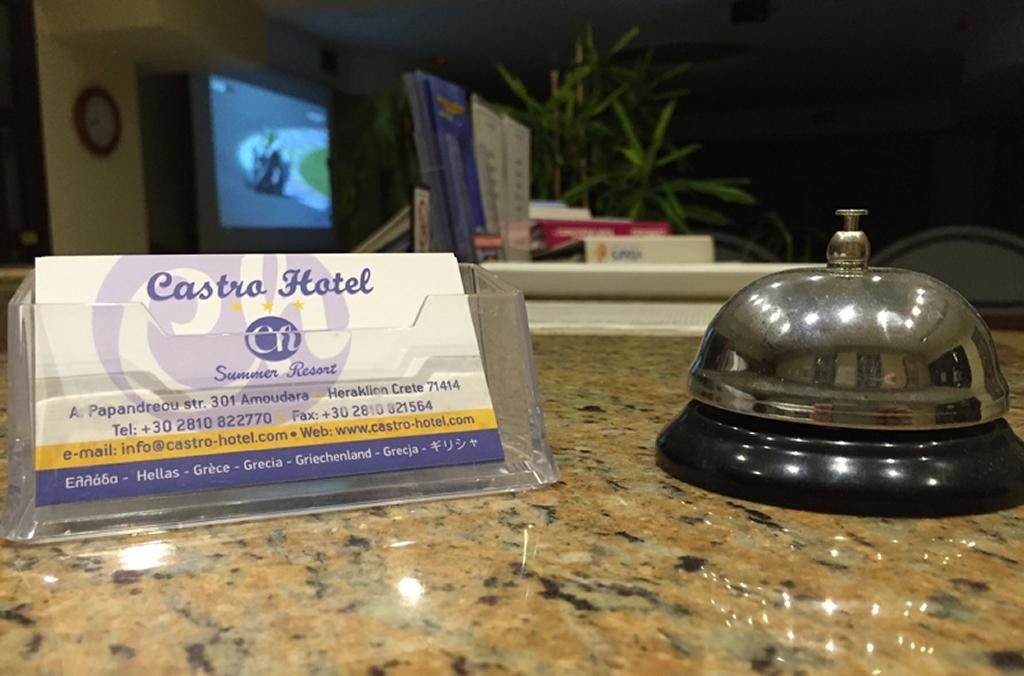 Castro Hotel
ch
Summer Resort
A. Papandreou str. 301 Amoudara - Heraklion Crete 71414
Tel: +30 2810 822770 - Fax: +30 2810 821564
e-mail: info@castro-hotel.com • Web: www.castro-hotel.com
Ελλάδα - Hellas - Grèce - Grecia - Griechenland - Grecja - ギリシャ